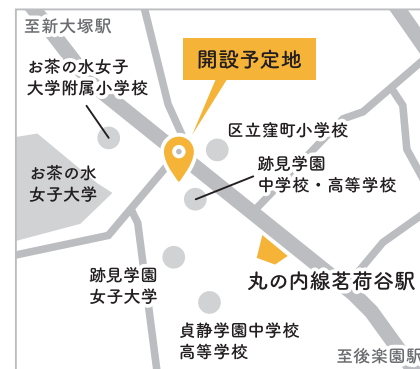 至新大塚駅
開設予定地
お茶の水女子
大学附属小学校
区立窪町小学校
跡見学園
中学校・高等学校
お茶の水
女子大学
跡見学園
女子大学
丸の内線茗荷谷駅
貞静学園中学校
高等学校
至後楽園駅